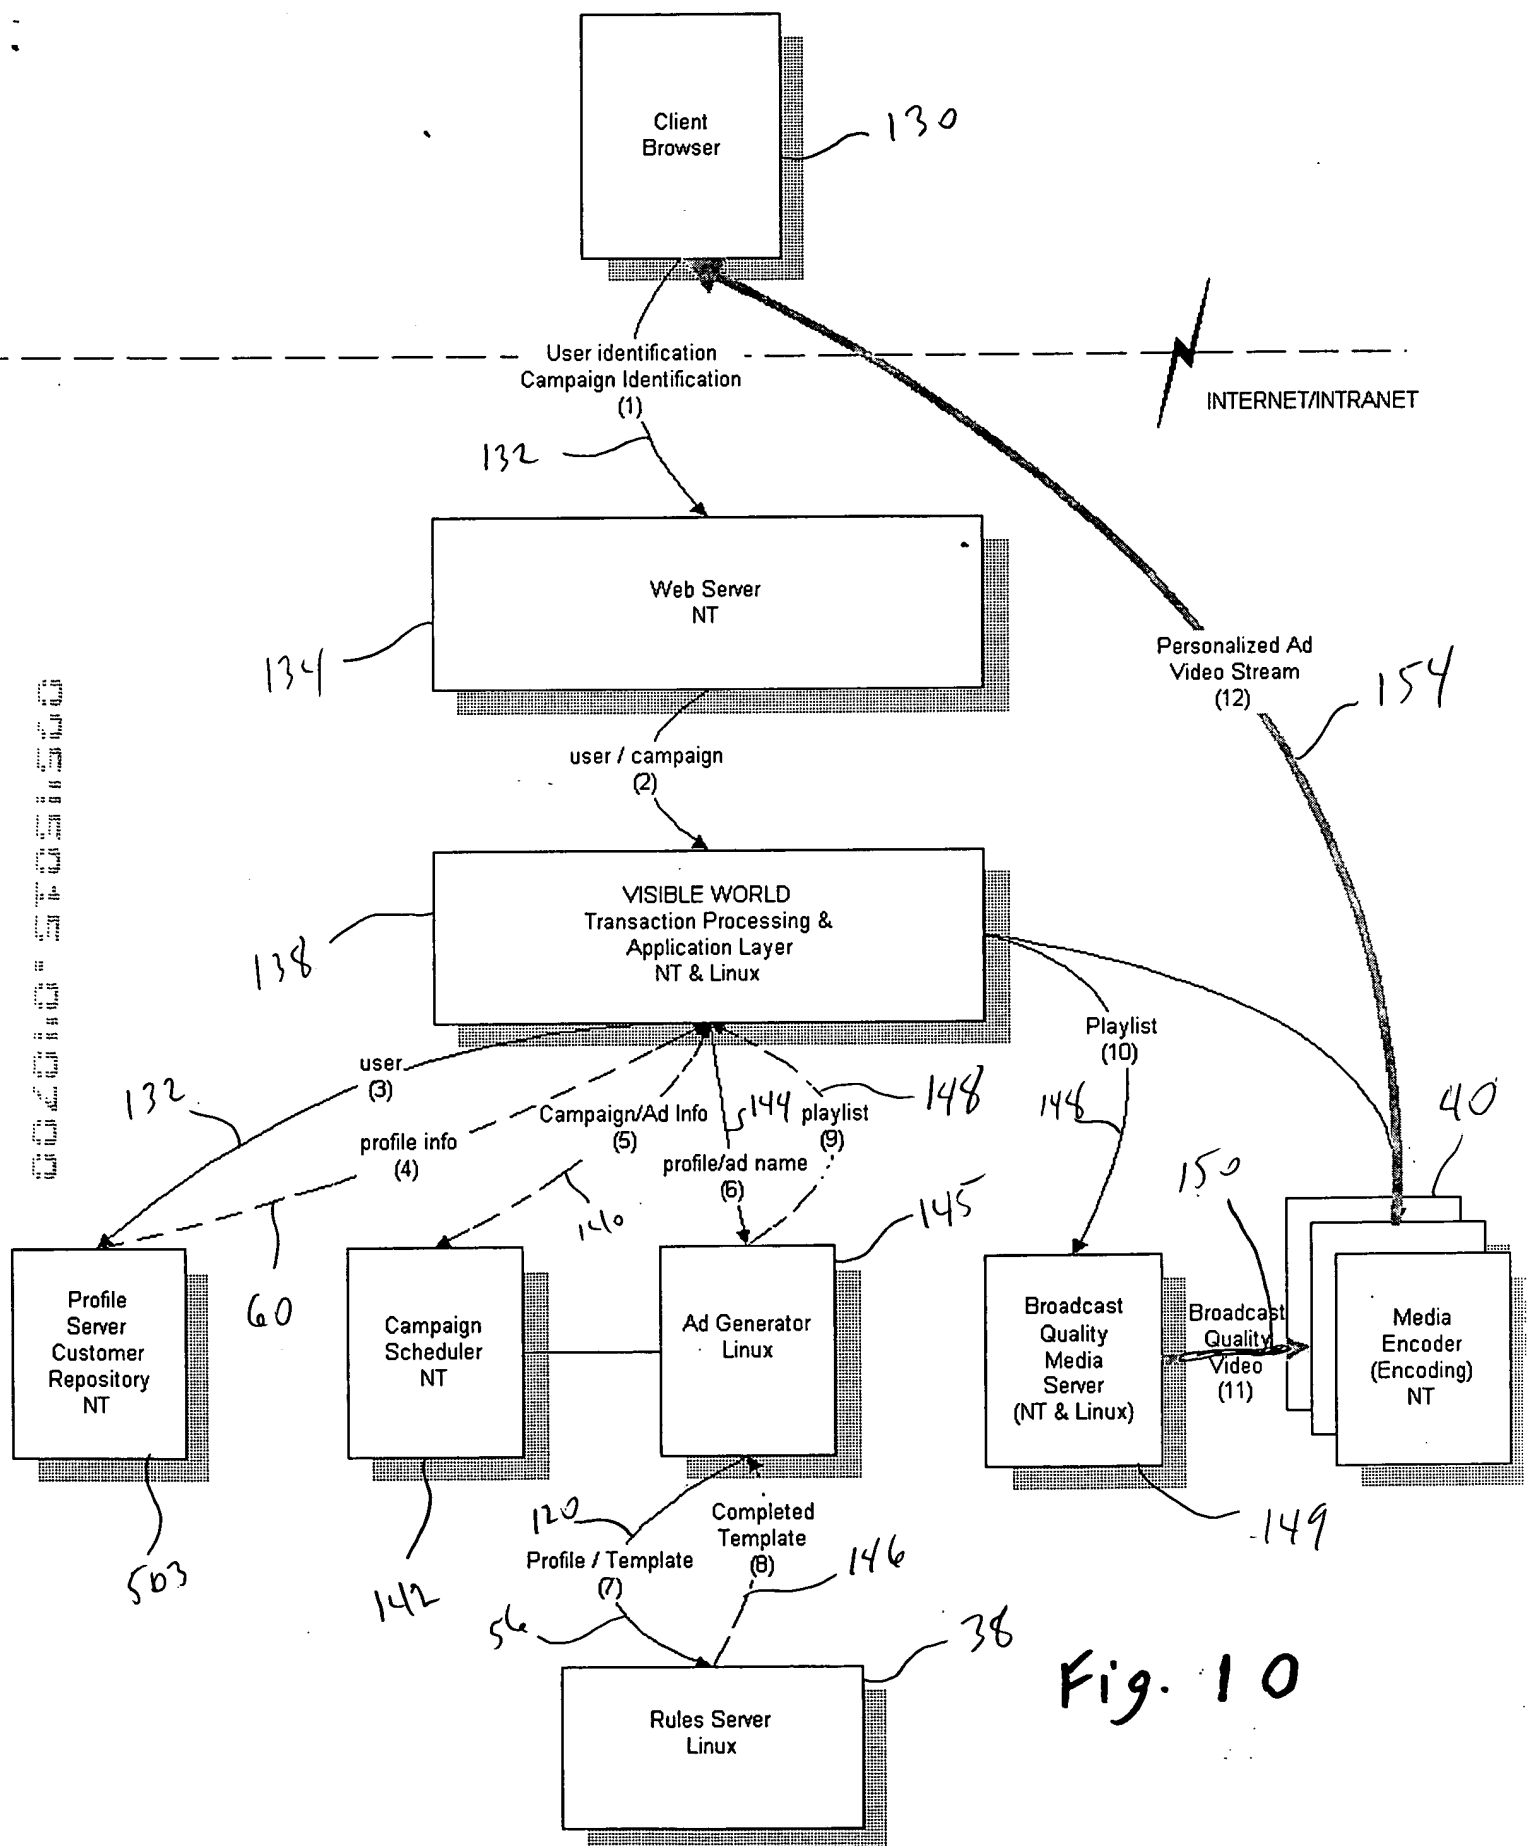 Client
Browser
130
User identification
Campaign Identification
(1)
INTERNET/INTRANET
132
Web Server
NT
134
Personalized Ad
Video Stream
(12)
154
user / campaign
(2)
VISIBLE WORLD
Transaction Processing &
Application Layer
NT & Linux
138
Playlist
(10)
user
(3)
132
profile info
(4)
Campaign/Ad Info
(5)
144
playlist
(9)
148
profile/ad name
(6)
148
40
150
60
140
145
Profile
Server
Customer
Repository
NT
Campaign
Scheduler
NT
Ad Generator
Linux
Broadcast
Quality
Media
Server
(NT & Linux)
Broadcast
Quality
Video
(11)
Media
Encoder
(Encoding)
NT
503
142
120
Profile / Template
(7)
Completed
Template
(8)
146
149
56
38
Rules Server
Linux
Fig. 10